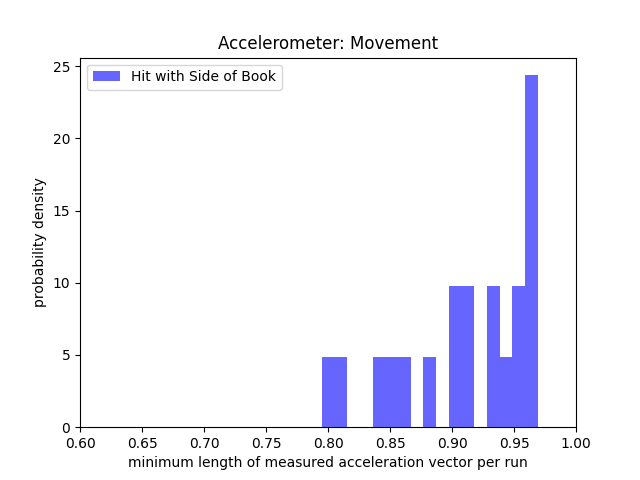 Accelerometer: Movement
Hit with Side of Book
probability density
25
20
15
10
5
0
0.60 0.65 0.70 0.75 0.80 0.85 0.90 0.95 1.00
minimum length of measured acceleration vector per run